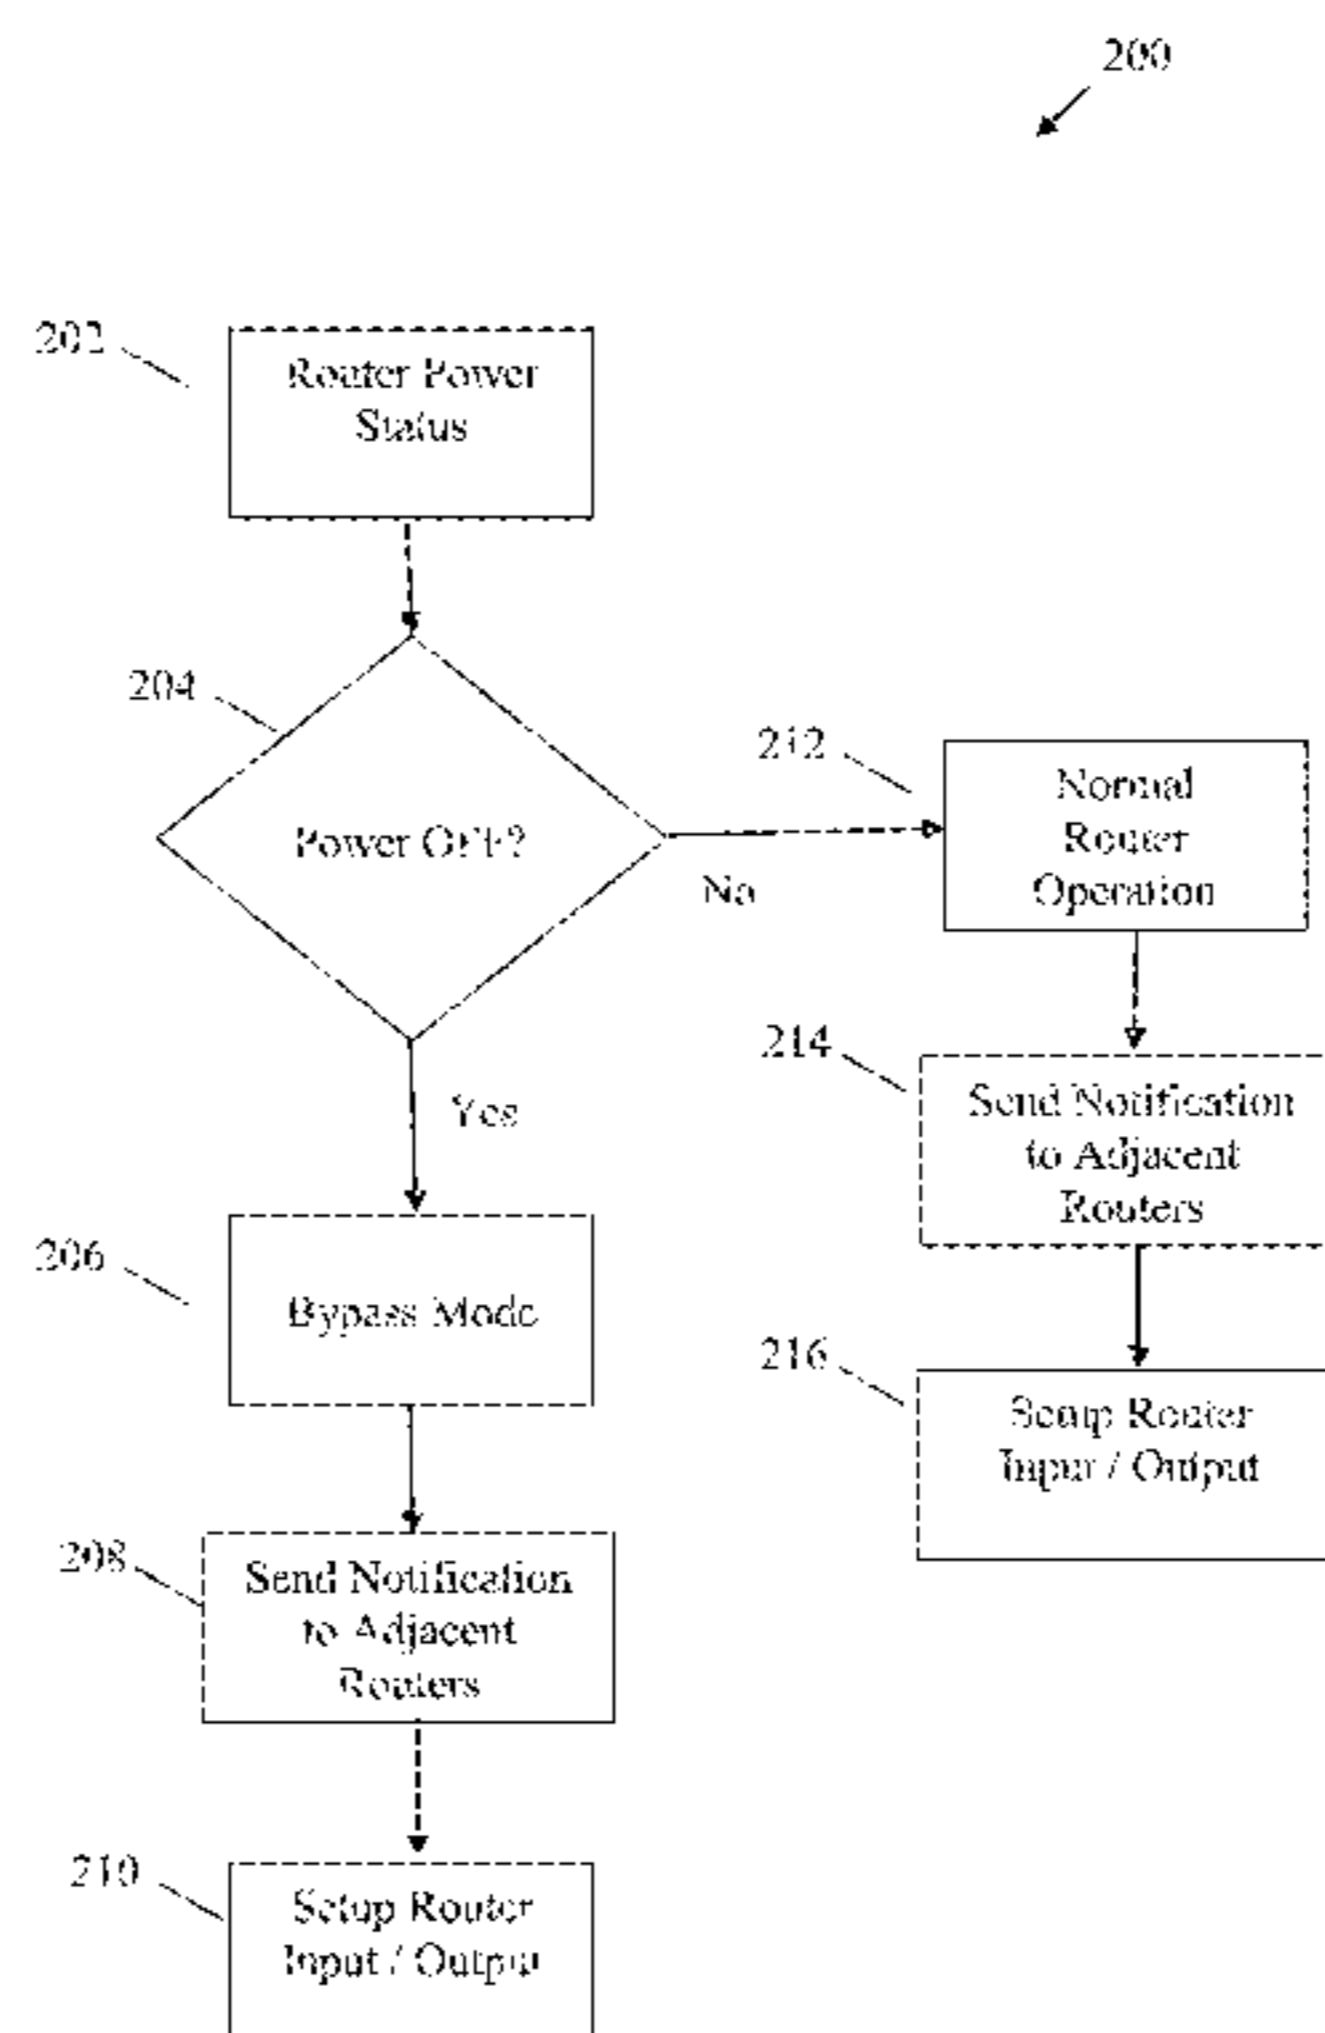 200
202
Router Power
Status
204
Power OFF?
No
212
Normal
Router
Operation
Yes
214
Send Notification
to Adjacent
Routers
206
Bypass Mode
216
Setup Router
Input / Output
208
Send Notification
to Adjacent
Routers
210
Setup Router
Input / Output